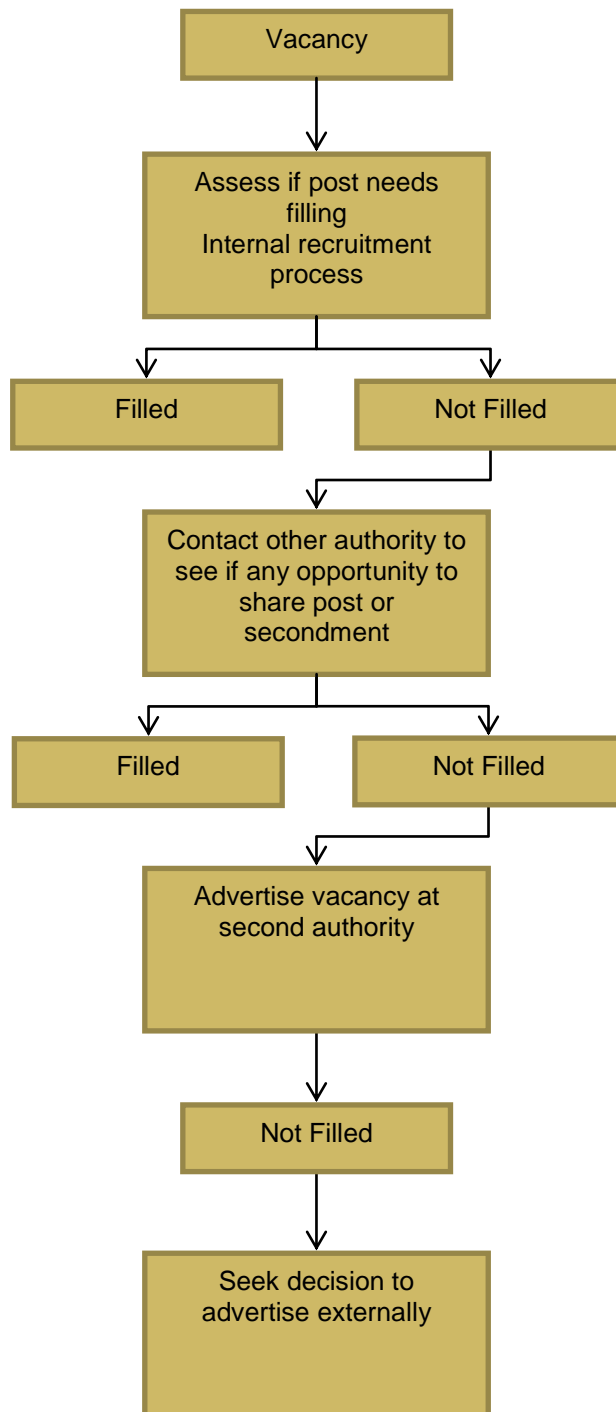 Vacancy
Assess if post needs
filling
Internal recruitment
process
Filled
Not Filled
Contact other authority to
see if any opportunity to
share post or
secondment
Filled
Not Filled
Advertise vacancy at
second authority
Not Filled
Seek decision to
advertise externally